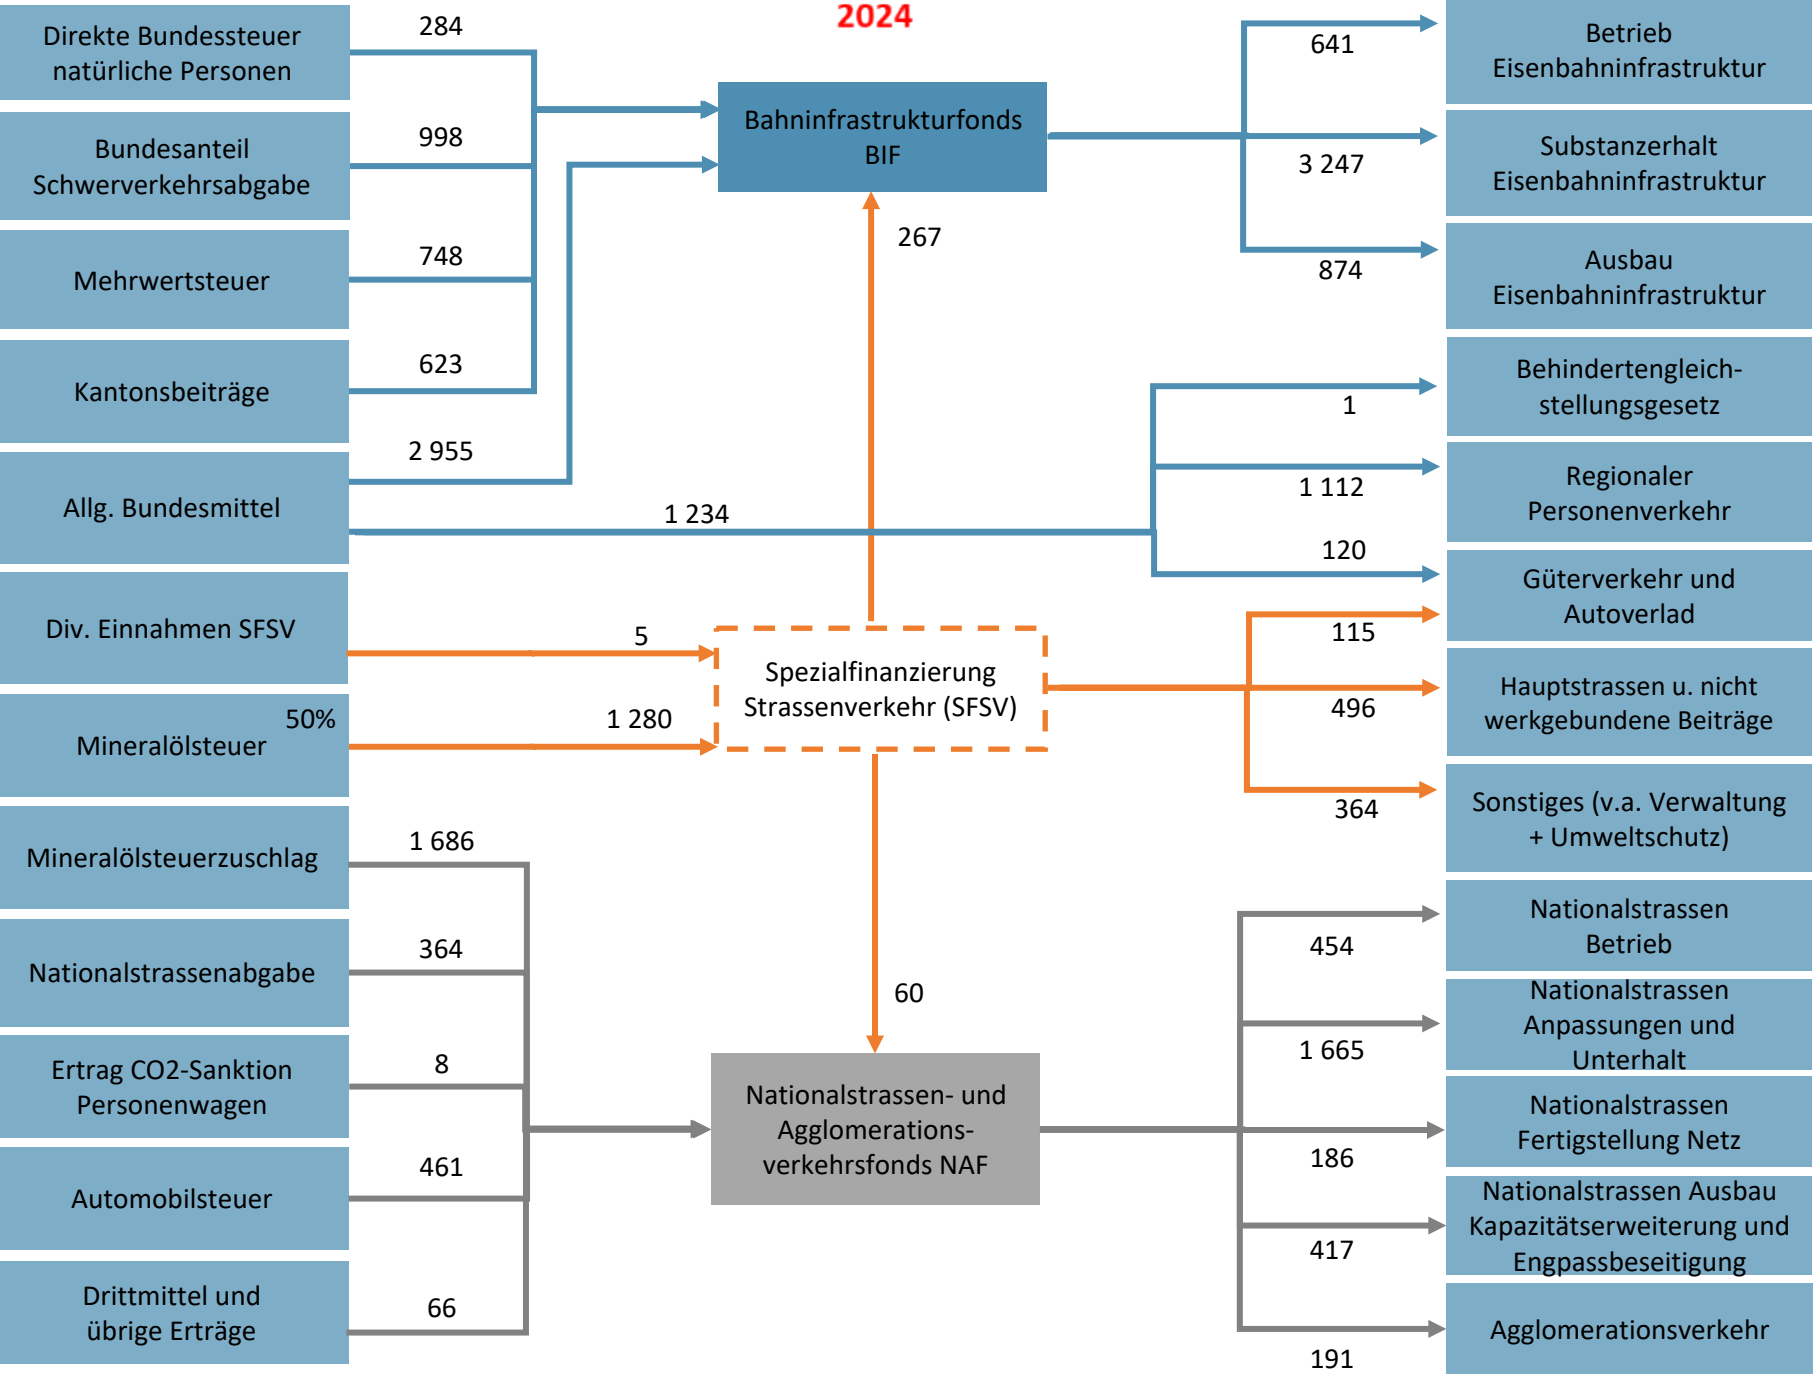 2024
Direkte Bundessteuer
natürliche Personen
284
Bundesanteil
Schwerverkehrsabgabe
998
Mehrwertsteuer
748
Kantonsbeiträge
623
Allg. Bundesmittel
2 955
1 234
Div. Einnahmen SFSV
5
50%
Mineralölsteuer
1 280
Mineralölsteuerzuschlag
1 686
Nationalstrassenabgabe
364
Ertrag CO2-Sanktion
Personenwagen
8
Automobilsteuer
461
Drittmittel und
übrige Erträge
66
Bahninfrastrukturfonds
BIF
267
Spezialfinanzierung
Strassenverkehr (SFSV)
60
Nationalstrassen- und
Agglomerations-
verkehrsfonds NAF
641
Betrieb
Eisenbahninfrastruktur
3 247
Substanzerhalt
Eisenbahninfrastruktur
874
Ausbau
Eisenbahninfrastruktur
1
Behindertengleich-
stellungsgesetz
1 112
Regionaler
Personenverkehr
120
Güterverkehr und
Autoverlad
115
496
Hauptstrassen u. nicht
werkgebundene Beiträge
364
Sonstiges (v.a. Verwaltung
+ Umweltschutz)
454
Nationalstrassen
Betrieb
1 665
Nationalstrassen
Anpassungen und
Unterhalt
186
Nationalstrassen
Fertigstellung Netz
417
Nationalstrassen Ausbau
Kapazitätserweiterung und
Engpassbeseitigung
191
Agglomerationsverkehr